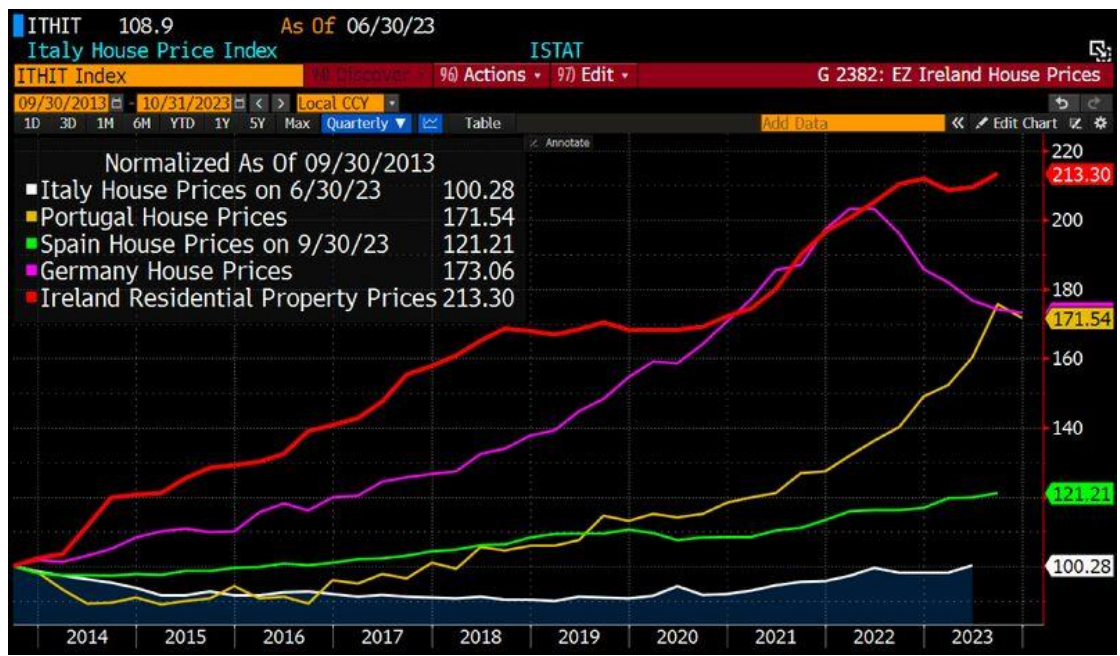 ITHIT 108.9 As Of 06/30/23
Italy House Price Index ISTAT
ITHIT Index 96) Actions 97) Edit G 2382: EZ Ireland House Prices
09/30/2013 - 10/31/2023 < > Local CCY
1D 3D 1M 6M YTD 1Y 5Y Max Quarterly ▼ Table Add Data « Edit Chart
Annotate
Normalized As Of 09/30/2013
Italy House Prices on 6/30/23 100.28
Portugal House Prices 171.54
Spain House Prices on 9/30/23 121.21
Germany House Prices 173.06
Ireland Residential Property Prices 213.30
220
213.30
200
180
171.54
160
140
121.21
100.28
2014 2015 2016 2017 2018 2019 2020 2021 2022 2023